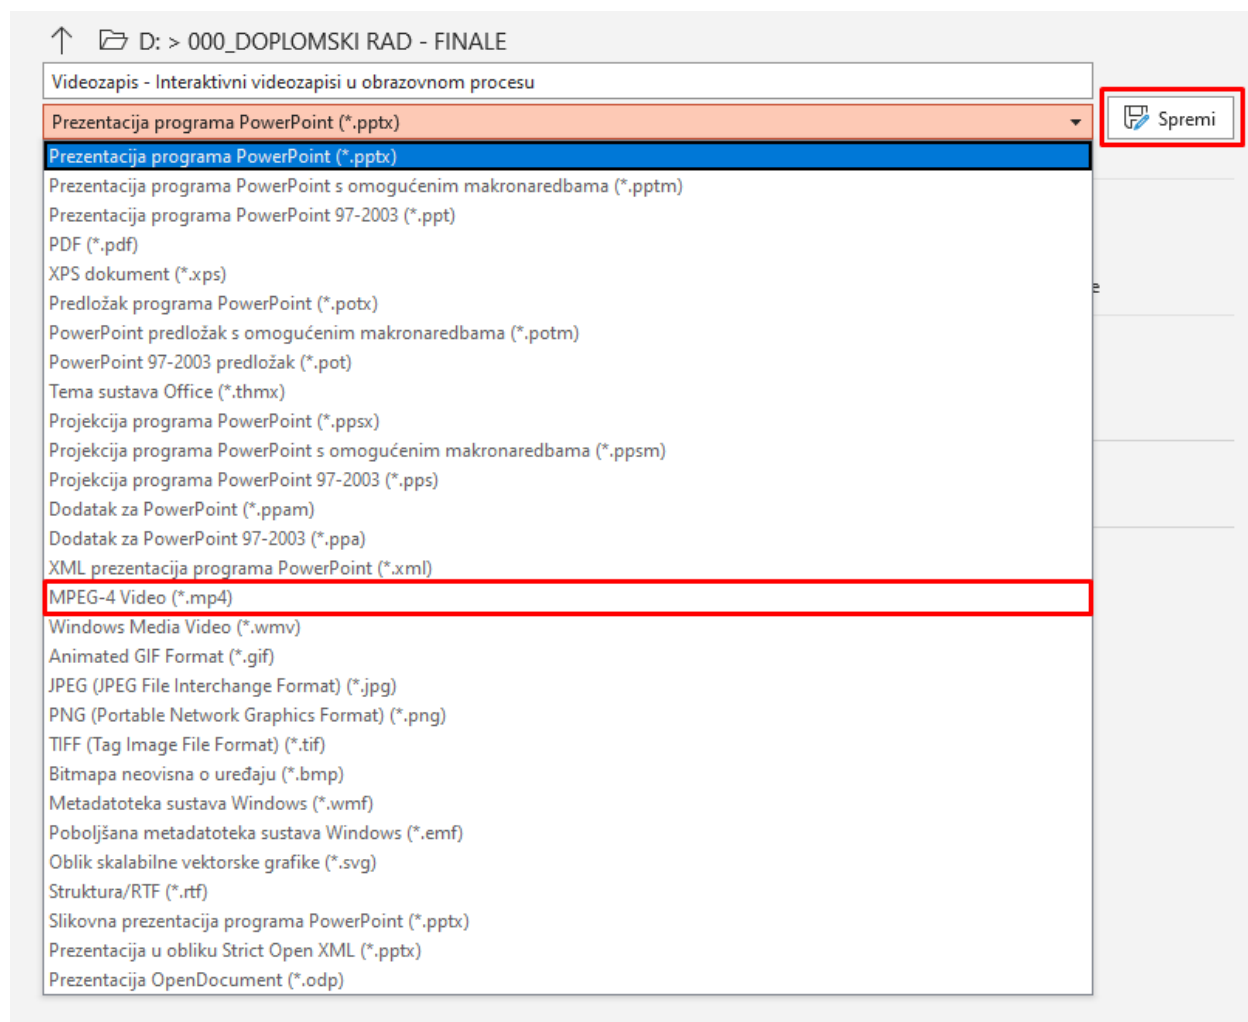 D: > 000_DOPLOMSKI RAD - FINALE
Videozapis - Interaktivni videozapisi u obrazovnom procesu
Prezentacija programa PowerPoint (*.pptx)
Spremi
Prezentacija programa PowerPoint (*.pptx)
Prezentacija programa PowerPoint s omogućenim makronaredbama (*.pptm)
Prezentacija programa PowerPoint 97-2003 (*.ppt)
PDF (*.pdf)
XPS dokument (*.xps)
Predložak programa PowerPoint (*.potx)
PowerPoint predložak s omogućenim makronaredbama (*.potm)
PowerPoint 97-2003 predložak (*.pot)
Tema sustava Office (*.thmx)
Projekcija programa PowerPoint (*.ppsx)
Projekcija programa PowerPoint s omogućenim makronaredbama (*.ppsm)
Projekcija programa PowerPoint 97-2003 (*.pps)
Dodatak za PowerPoint (*.ppam)
Dodatak za PowerPoint 97-2003 (*.ppa)
XML prezentacija programa PowerPoint (*.xml)
MPEG-4 Video (*.mp4)
Windows Media Video (*.wmv)
Animated GIF Format (*.gif)
JPEG (JPEG File Interchange Format) (*.jpg)
PNG (Portable Network Graphics Format) (*.png)
TIFF (Tag Image File Format) (*.tif)
Bitmapa neovisna o uređaju (*.bmp)
Metadatoteka sustava Windows (*.wmf)
Poboljšana metadatoteka sustava Windows (*.emf)
Oblik skalabilne vektorske grafike (*.svg)
Struktura/RTF (*.rtf)
Slikovna prezentacija programa PowerPoint (*.pptx)
Prezentacija u obliku Strict Open XML (*.pptx)
Prezentacija OpenDocument (*.odp)